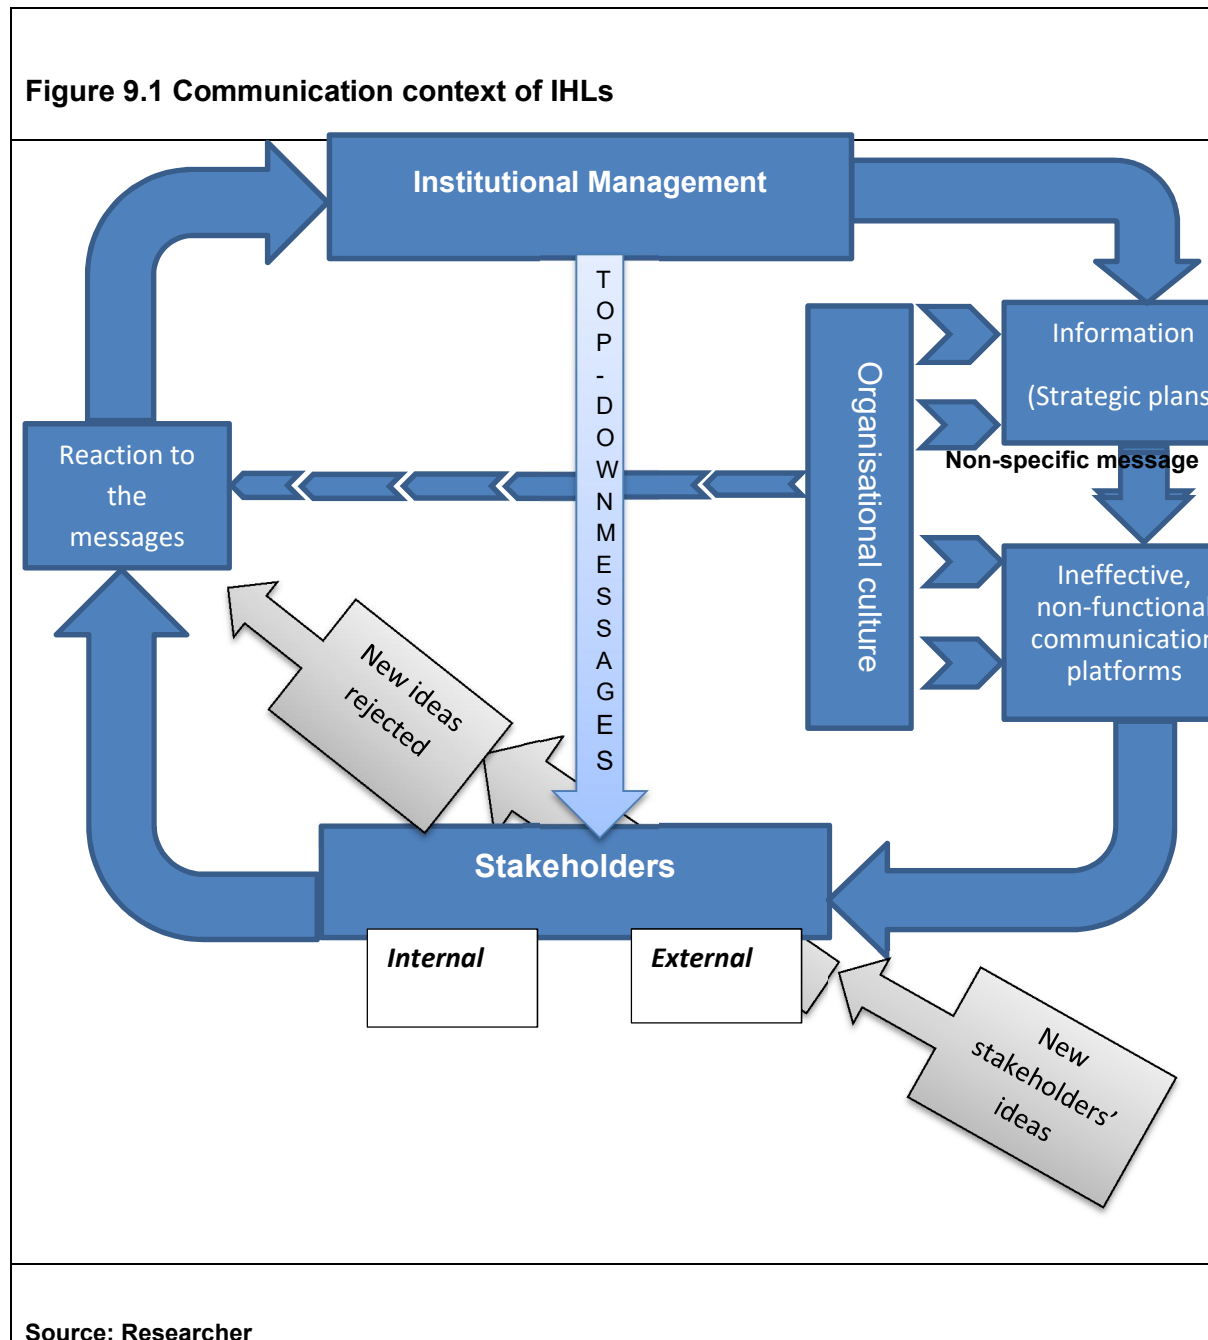 Figure 9.1 Communication context of IHLs
Institutional Management
TOP-DOWNMESSAGES
Information
(Strategic plans
Non-specific message
Organisational culture
Reaction to
the
messages
Ineffective,
non-functional
communication
platforms
New ideas
rejected
Stakeholders
Internal
External
New
stakeholders’
ideas
Source: Researcher